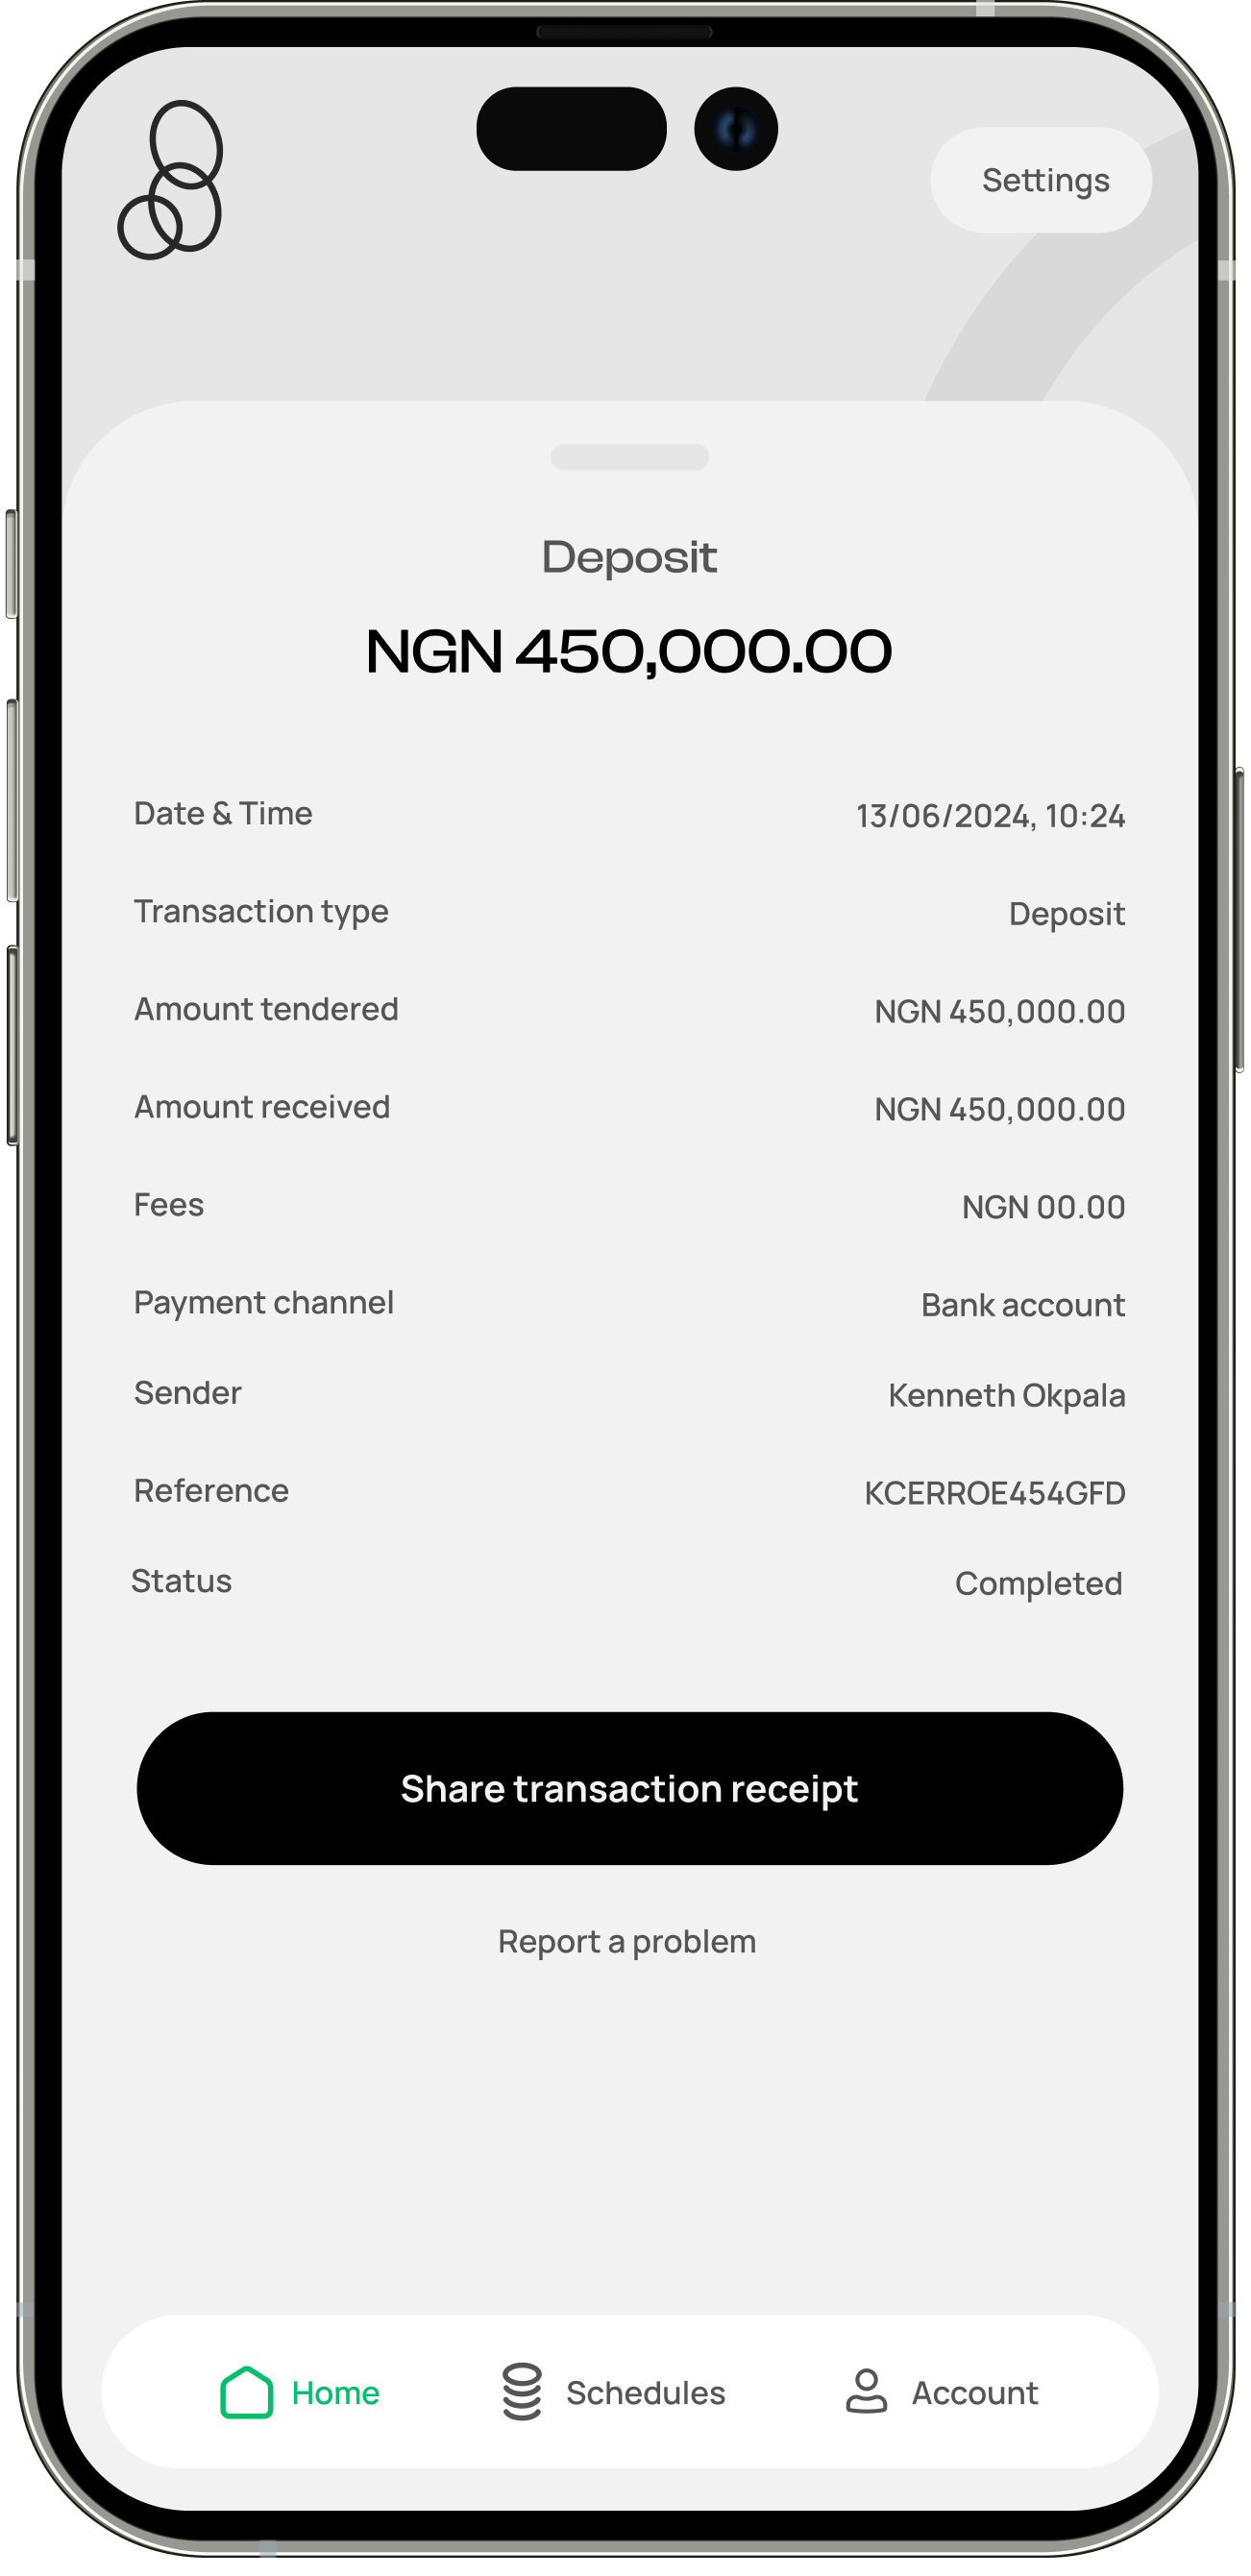 Settings
Deposit
NGN 450,000.00
Date & Time 13/06/2024, 10:24
Transaction type Deposit
Amount tendered NGN 450,000.00
Amount received NGN 450,000.00
Fees NGN 00.00
Payment channel Bank account
Sender Kenneth Okpala
Reference KCERROE454GFD
Status Completed
Share transaction receipt
Report a problem
Home Schedules Account